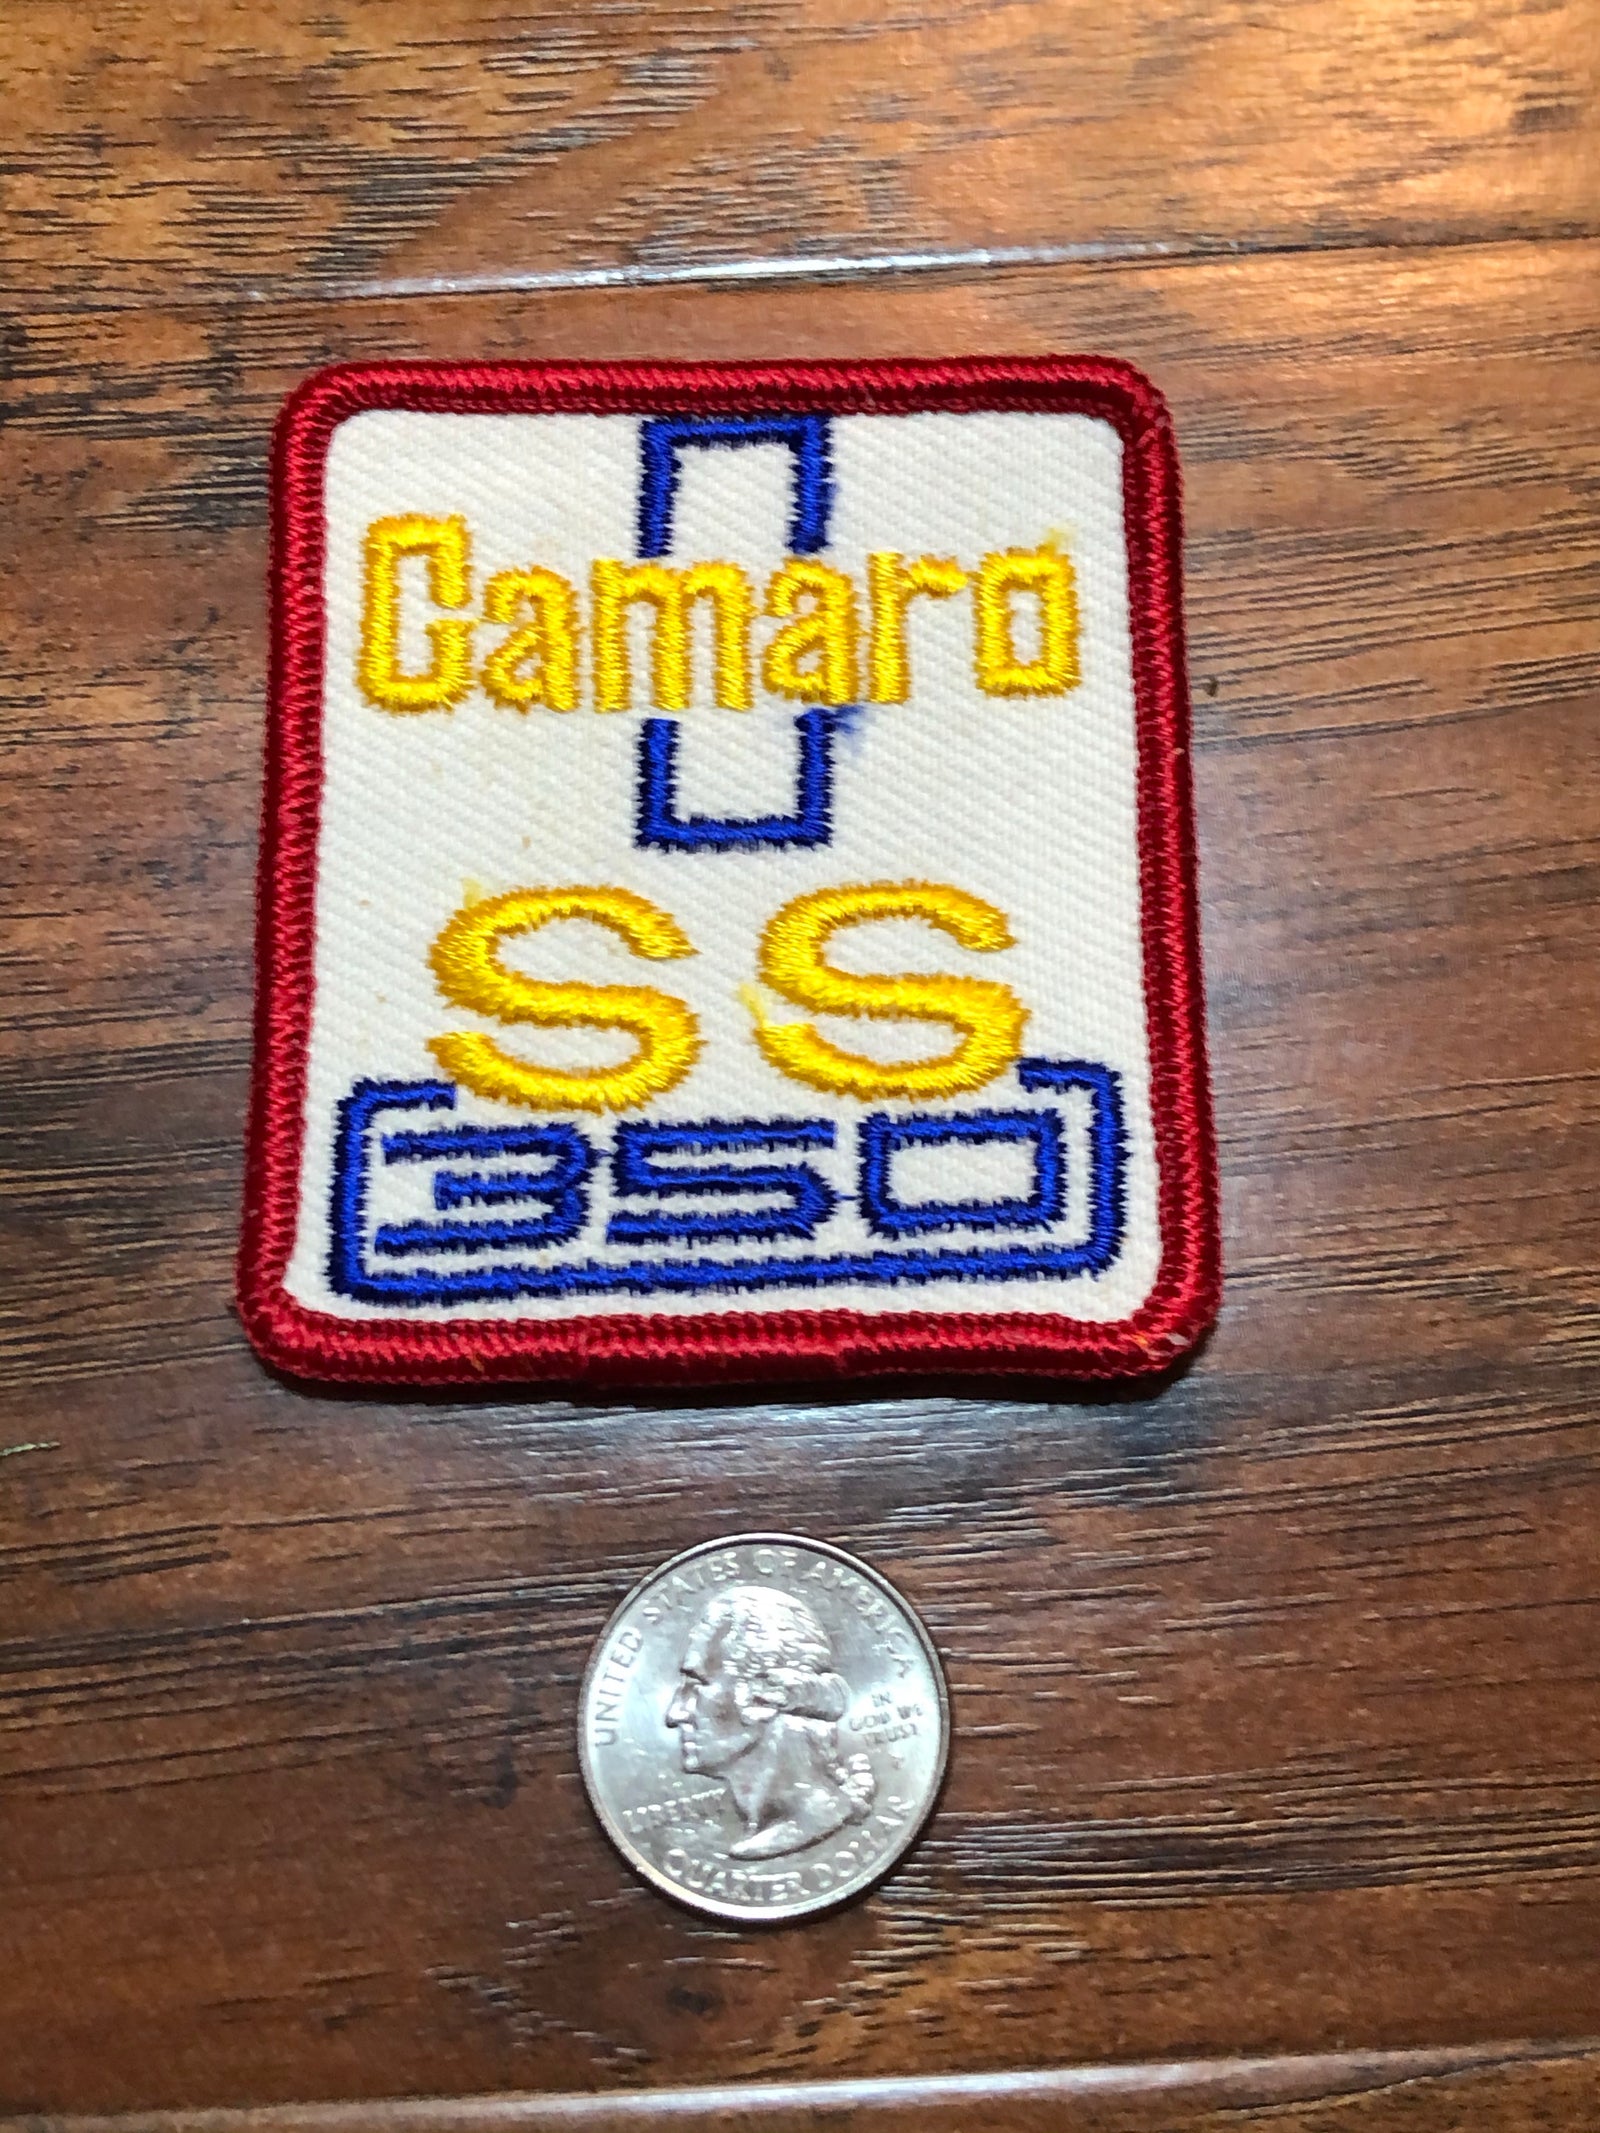 Camaro
SS
350
UNITED STATES OF AMERICA
IN
GOD WE
TRUST
LIBERTY
QUARTER DOLLAR